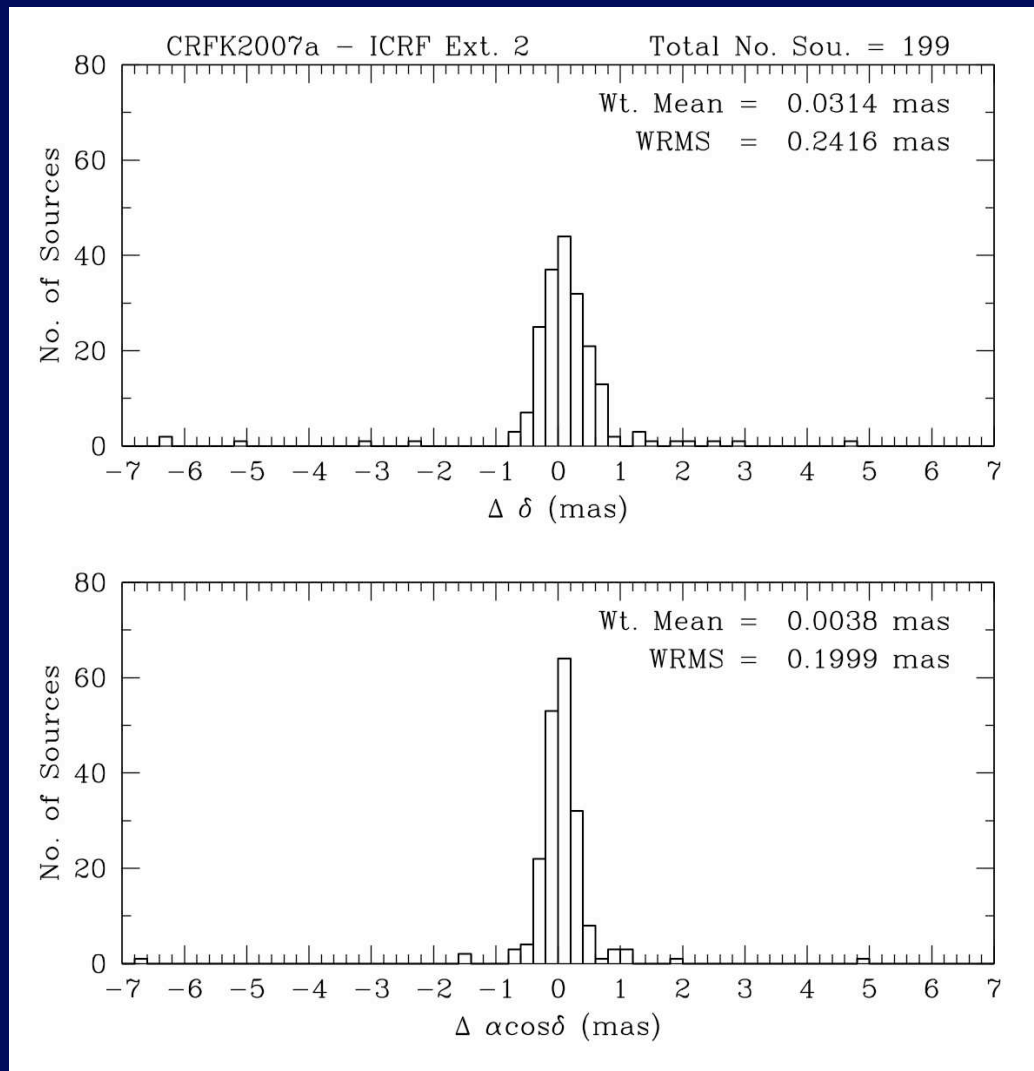 CRFK2007a – ICRF Ext. 2 Total No. Sou. = 199
Wt. Mean = 0.0314 mas
WRMS = 0.2416 mas
No. of Sources
80
60
40
20
0
−7 −6 −5 −4 −3 −2 −1 0 1 2 3 4 5 6 7
Δ δ (mas)
Wt. Mean = 0.0038 mas
WRMS = 0.1999 mas
No. of Sources
80
60
40
20
0
−7 −6 −5 −4 −3 −2 −1 0 1 2 3 4 5 6 7
Δ αcosδ (mas)